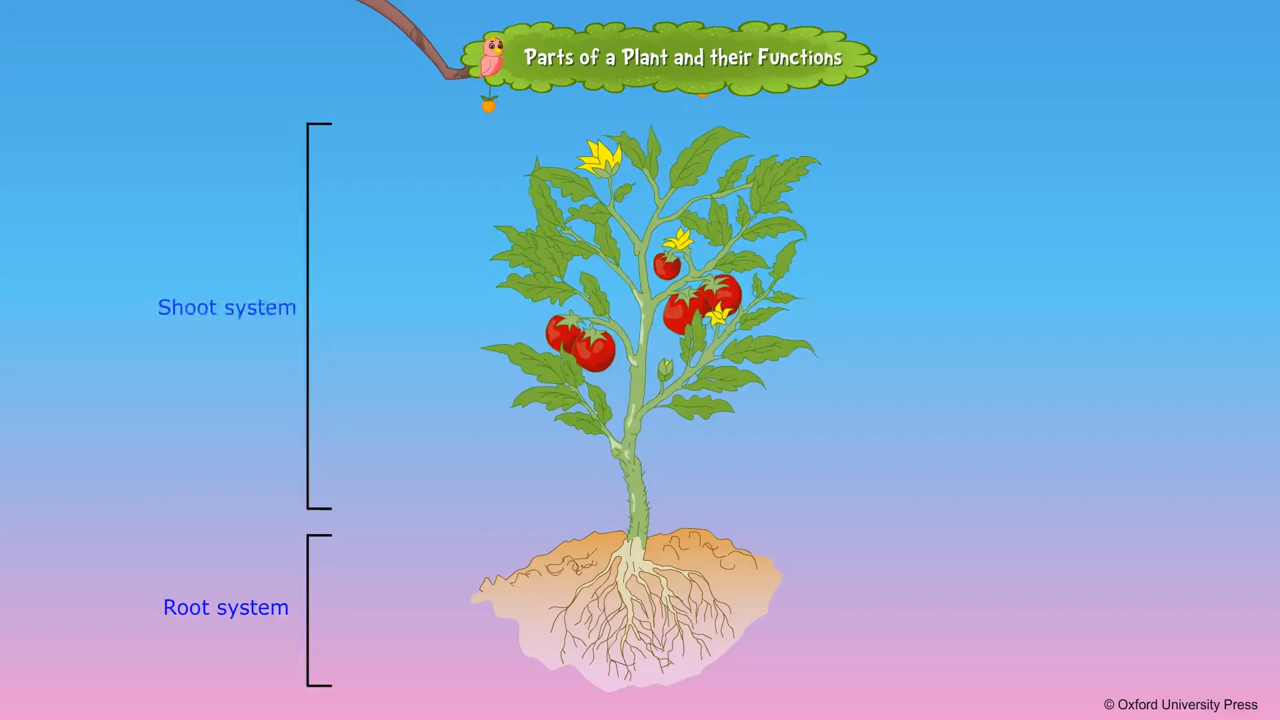 Parts of a Plant and their Functions
Shoot system
Root system
© Oxford University Press